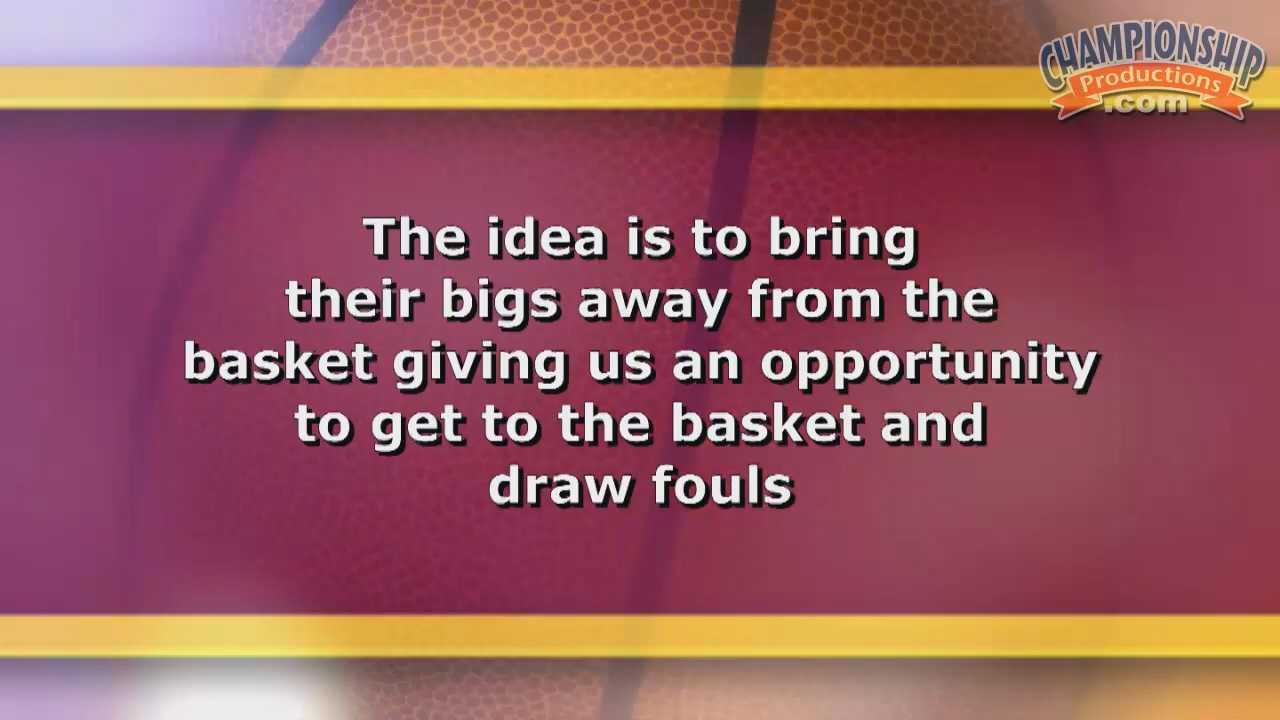 CHAMPIONSHIP
Productions
.com
The idea is to bring
their bigs away from the
basket giving us an opportunity
to get to the basket and
draw fouls